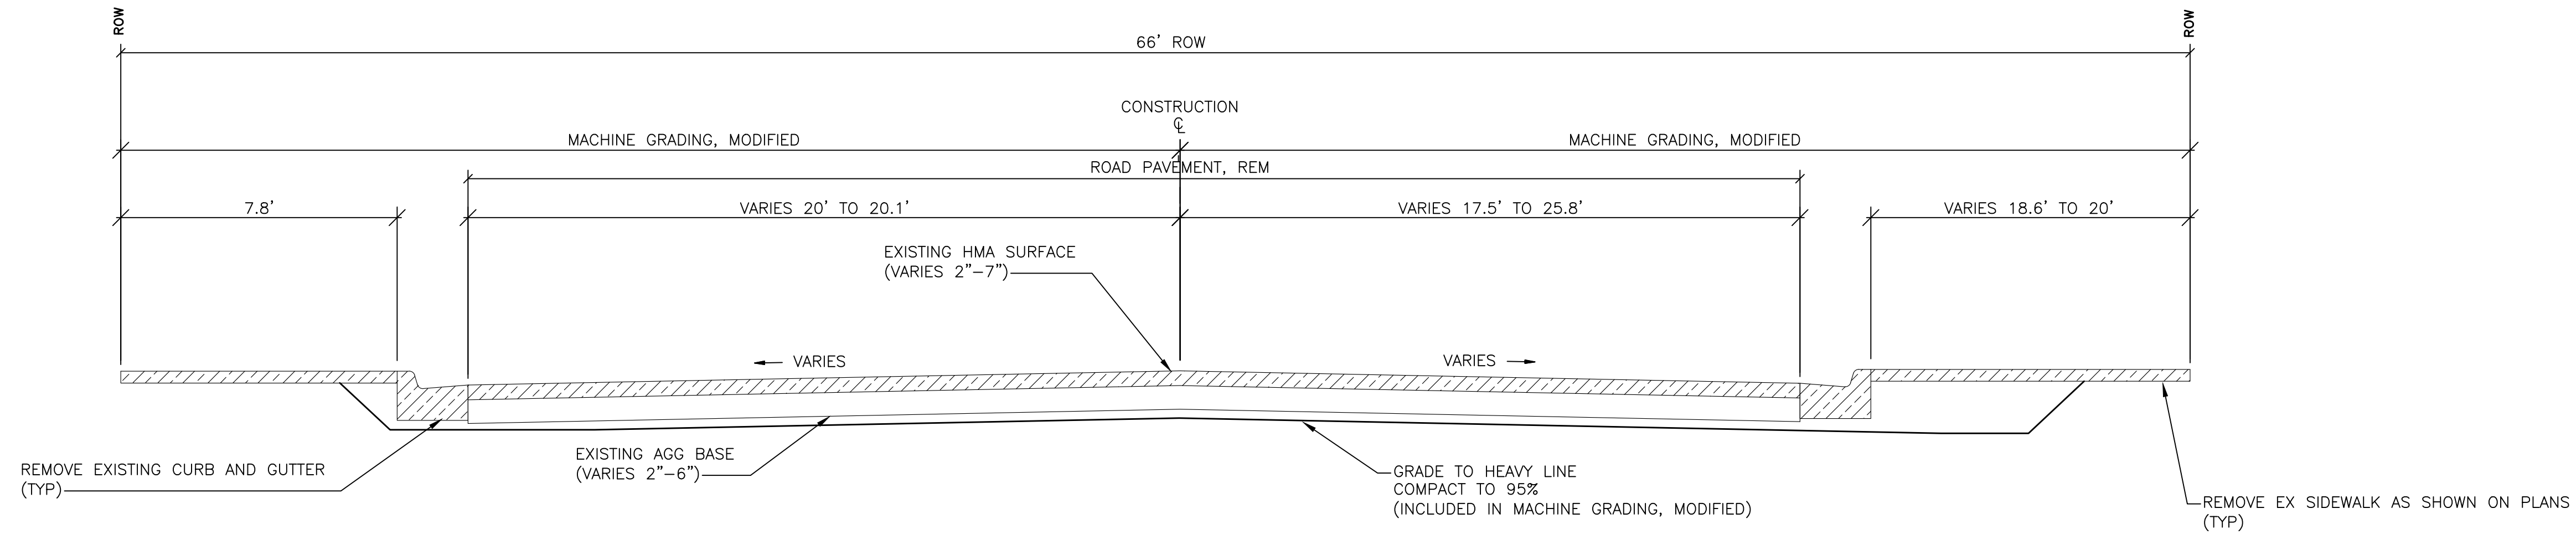 ROW
ROW
66' ROW
CONSTRUCTION
℄
MACHINE GRADING, MODIFIED
MACHINE GRADING, MODIFIED
ROAD PAVEMENT, REM
7.8'
VARIES 20' TO 20.1'
VARIES 17.5' TO 25.8'
VARIES 18.6' TO 20'
EXISTING HMA SURFACE
(VARIES 2"-7")
VARIES
VARIES
REMOVE EXISTING CURB AND GUTTER
(TYP)
EXISTING AGG BASE
(VARIES 2"-6")
GRADE TO HEAVY LINE
COMPACT TO 95%
(INCLUDED IN MACHINE GRADING, MODIFIED)
REMOVE EX SIDEWALK AS SHOWN ON PLANS
(TYP)